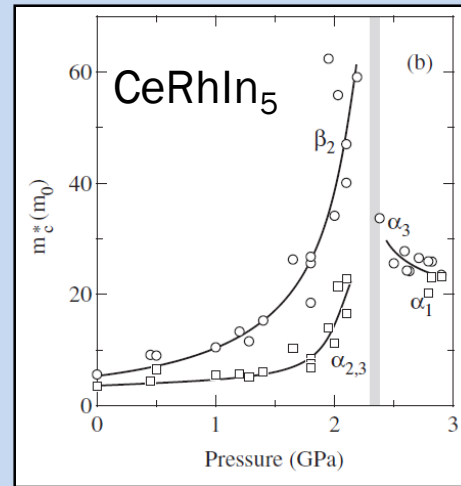 60
40
20
0
m*c(m0)
CeRhIn5
(b)
β2
α3
α1
α2,3
0 1 2 3
Pressure (GPa)